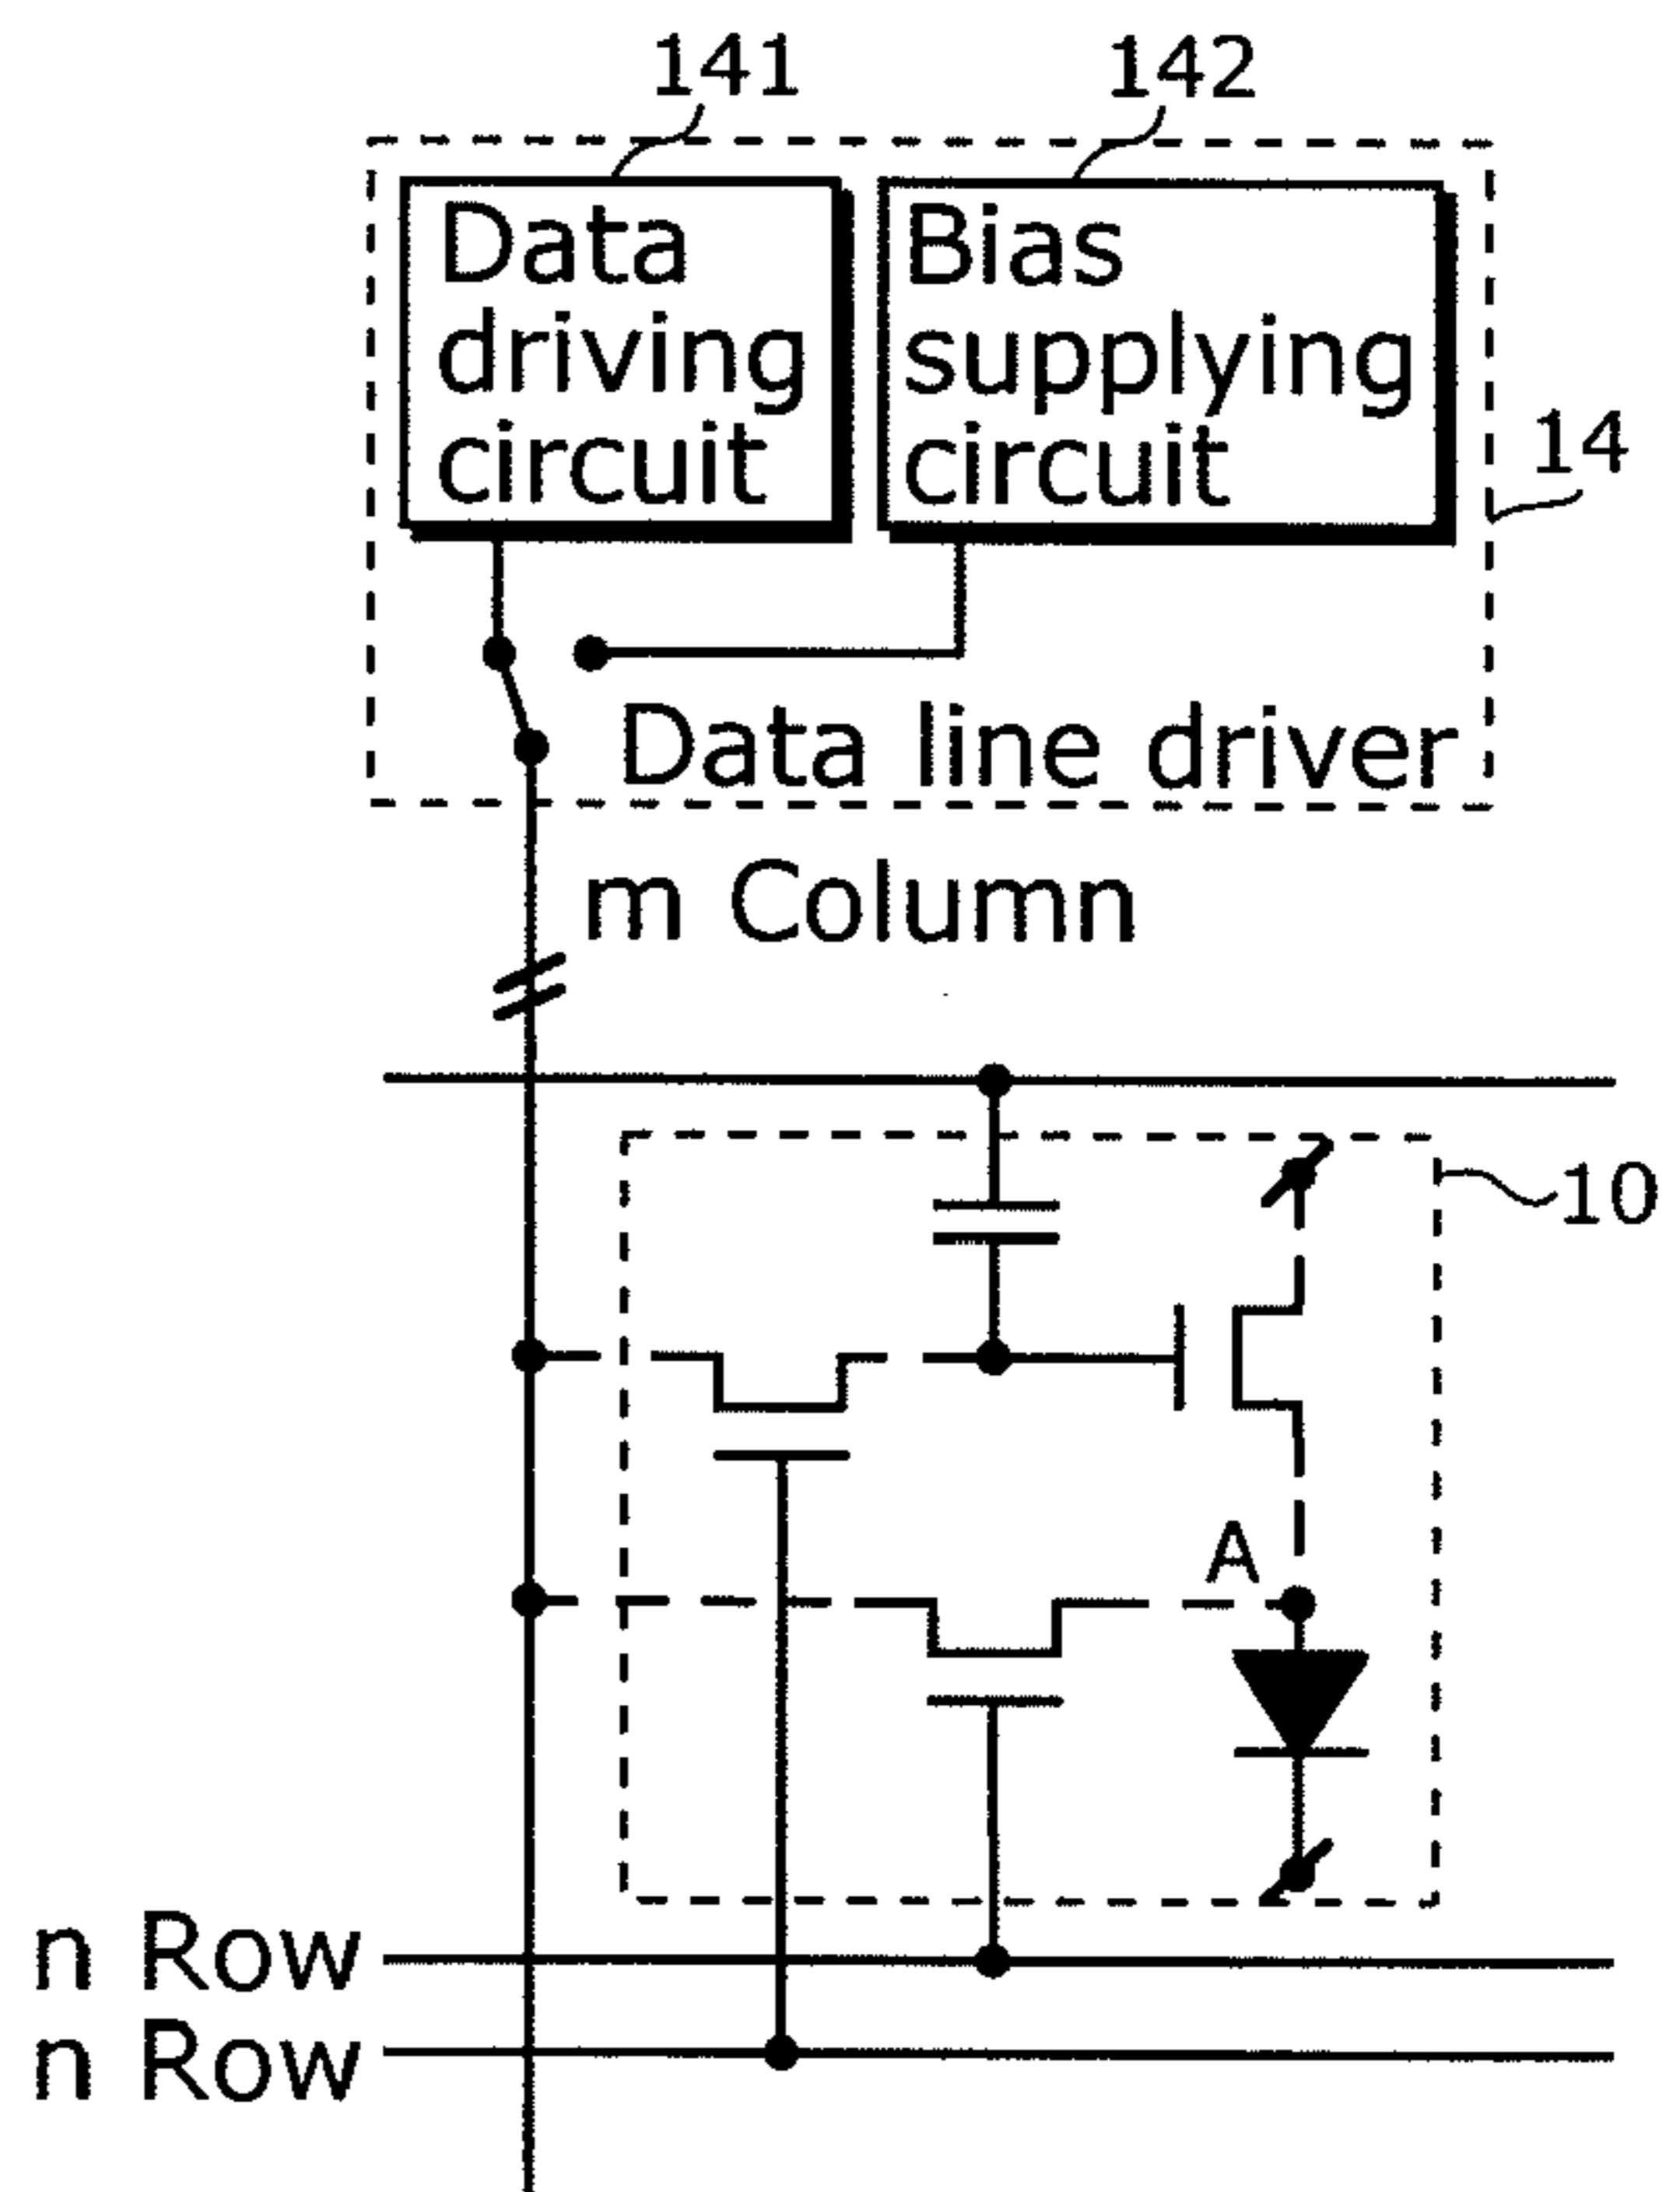 141
142
Data
driving
circuit
Bias
supplying
circuit
14
Data line driver
m Column
10
A
n Row
n Row